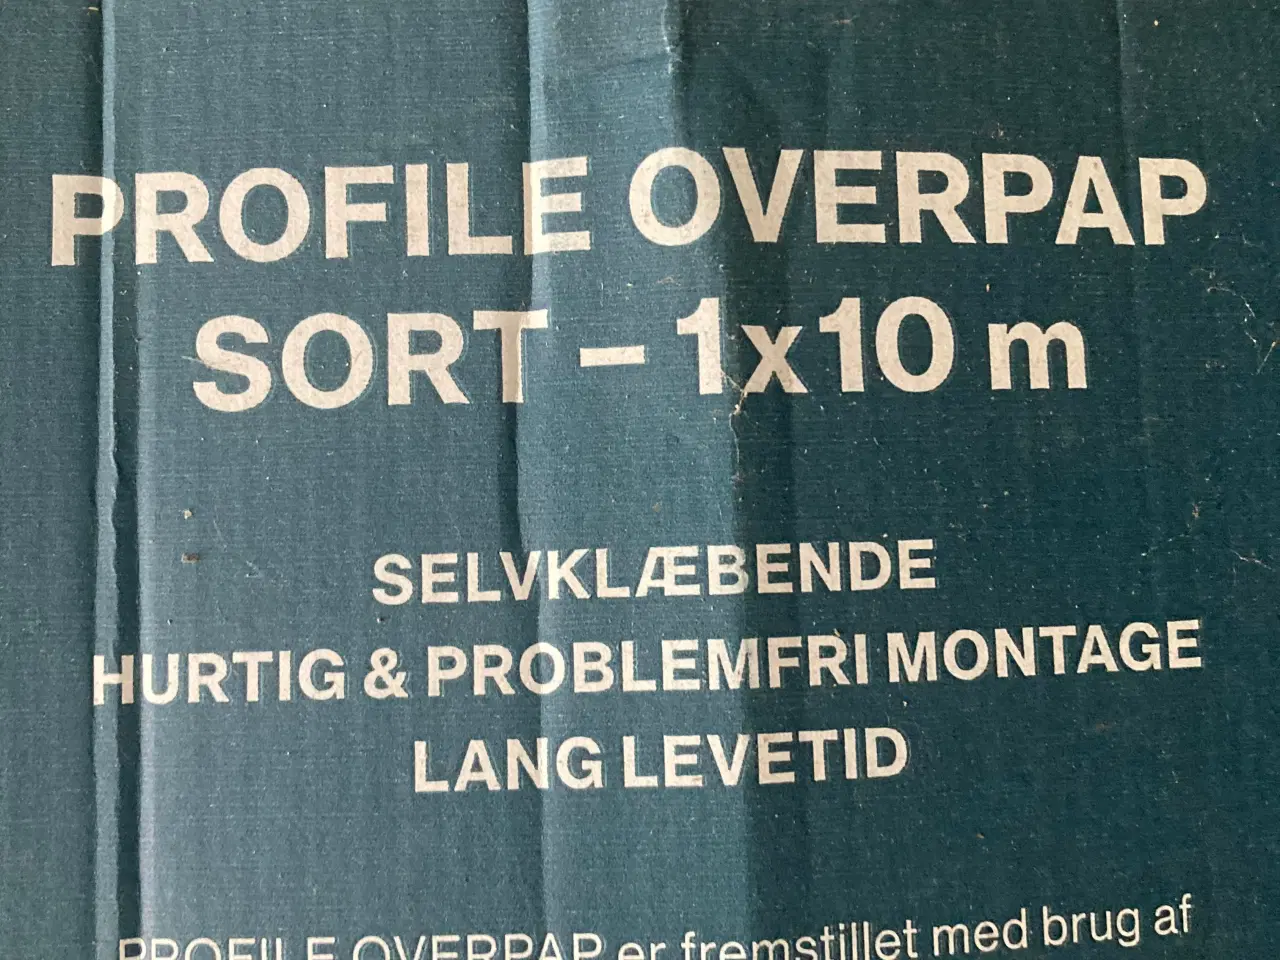 PROFILE OVERPAP
SORT – 1x10 m
SELVKLÆBENDE
HURTIG & PROBLEMFRI MONTAGE
LANG LEVETID
PROFILE OVERPAP er fremstillet med brug af